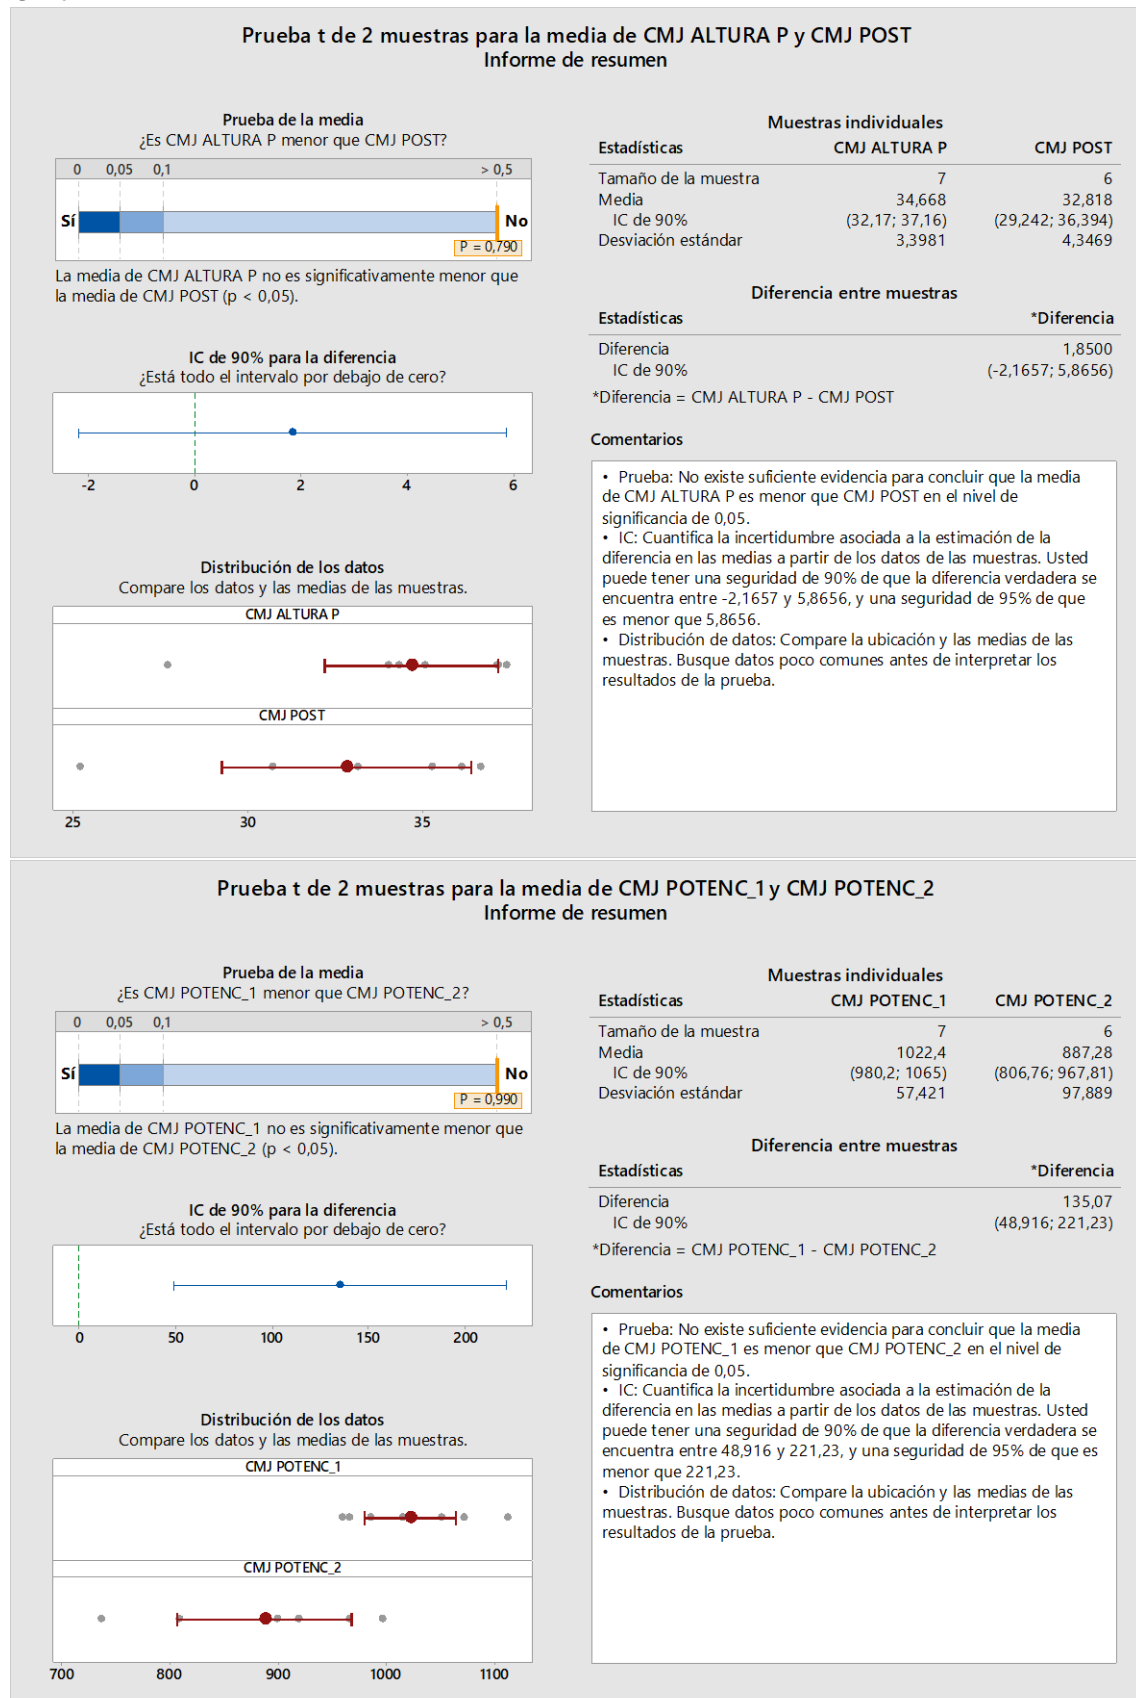 Prueba t de 2 muestras para la media de CMJ ALTURA P y CMJ POST
Informe de resumen
Prueba de la media
¿Es CMJ ALTURA P menor que CMJ POST?
0 0,05 0,1 > 0,5
Sí No
P = 0,790
La media de CMJ ALTURA P no es significativamente menor que
la media de CMJ POST (p < 0,05).
IC de 90% para la diferencia
¿Está todo el intervalo por debajo de cero?
-2 0 2 4 6
Distribución de los datos
Compare los datos y las medias de las muestras.
CMJ ALTURA P
CMJ POST
25 30 35
Muestras individuales
Estadísticas CMJ ALTURA P CMJ POST
Tamaño de la muestra 7 6
Media 34,668 32,818
IC de 90% (32,17; 37,16) (29,242; 36,394)
Desviación estándar 3,3981 4,3469
Diferencia entre muestras
Estadísticas *Diferencia
Diferencia 1,8500
IC de 90% (-2,1657; 5,8656)
*Diferencia = CMJ ALTURA P - CMJ POST
Comentarios
• Prueba: No existe suficiente evidencia para concluir que la media
de CMJ ALTURA P es menor que CMJ POST en el nivel de
significancia de 0,05.
• IC: Cuantifica la incertidumbre asociada a la estimación de la
diferencia en las medias a partir de los datos de las muestras. Usted
puede tener una seguridad de 90% de que la diferencia verdadera se
encuentra entre -2,1657 y 5,8656, y una seguridad de 95% de que
es menor que 5,8656.
• Distribución de datos: Compare la ubicación y las medias de las
muestras. Busque datos poco comunes antes de interpretar los
resultados de la prueba.
Prueba t de 2 muestras para la media de CMJ POTENC_1 y CMJ POTENC_2
Informe de resumen
Prueba de la media
¿Es CMJ POTENC_1 menor que CMJ POTENC_2?
0 0,05 0,1 > 0,5
Sí No
P = 0,990
La media de CMJ POTENC_1 no es significativamente menor que
la media de CMJ POTENC_2 (p < 0,05).
IC de 90% para la diferencia
¿Está todo el intervalo por debajo de cero?
0 50 100 150 200
Distribución de los datos
Compare los datos y las medias de las muestras.
CMJ POTENC_1
CMJ POTENC_2
700 800 900 1000 1100
Muestras individuales
Estadísticas CMJ POTENC_1 CMJ POTENC_2
Tamaño de la muestra 7 6
Media 1022,4 887,28
IC de 90% (980,2; 1065) (806,76; 967,81)
Desviación estándar 57,421 97,889
Diferencia entre muestras
Estadísticas *Diferencia
Diferencia 135,07
IC de 90% (48,916; 221,23)
*Diferencia = CMJ POTENC_1 - CMJ POTENC_2
Comentarios
• Prueba: No existe suficiente evidencia para concluir que la media
de CMJ POTENC_1 es menor que CMJ POTENC_2 en el nivel de
significancia de 0,05.
• IC: Cuantifica la incertidumbre asociada a la estimación de la
diferencia en las medias a partir de los datos de las muestras. Usted
puede tener una seguridad de 90% de que la diferencia verdadera se
encuentra entre 48,916 y 221,23, y una seguridad de 95% de que es
menor que 221,23.
• Distribución de datos: Compare la ubicación y las medias de las
muestras. Busque datos poco comunes antes de interpretar los
resultados de la prueba.